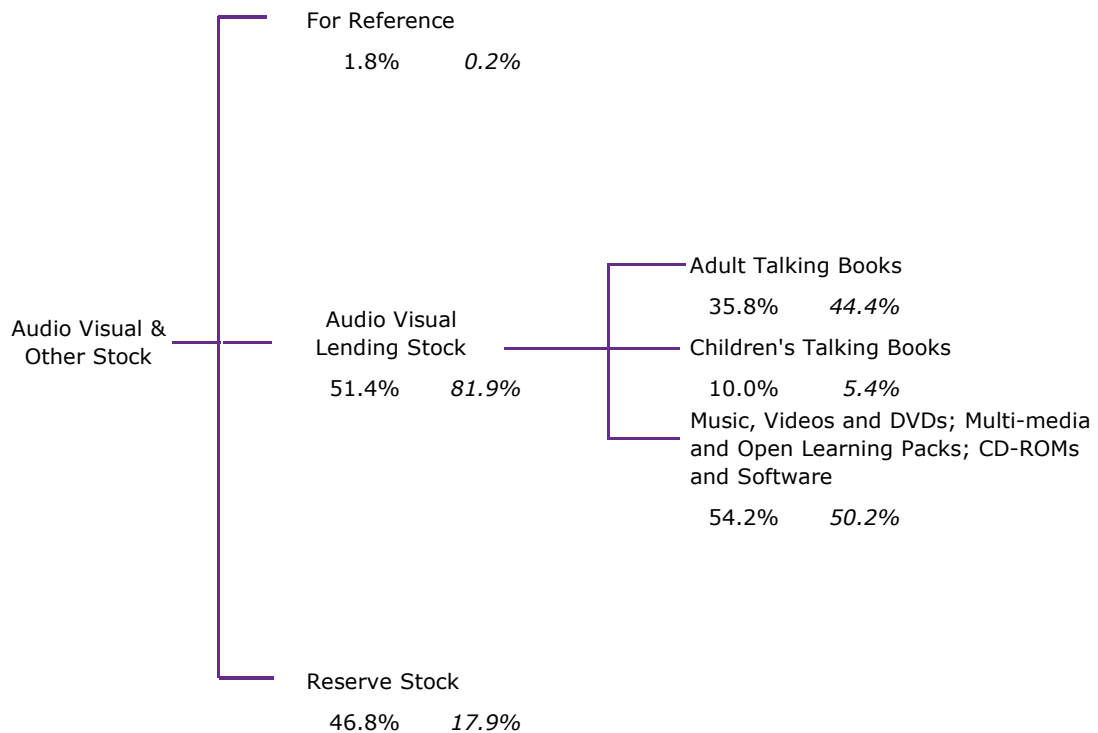 For Reference
1.8% 0.2%
Audio Visual &
Other Stock
Audio Visual
Lending Stock
51.4% 81.9%
Adult Talking Books
35.8% 44.4%
Children's Talking Books
10.0% 5.4%
Music, Videos and DVDs; Multi-media
and Open Learning Packs; CD-ROMs
and Software
54.2% 50.2%
Reserve Stock
46.8% 17.9%